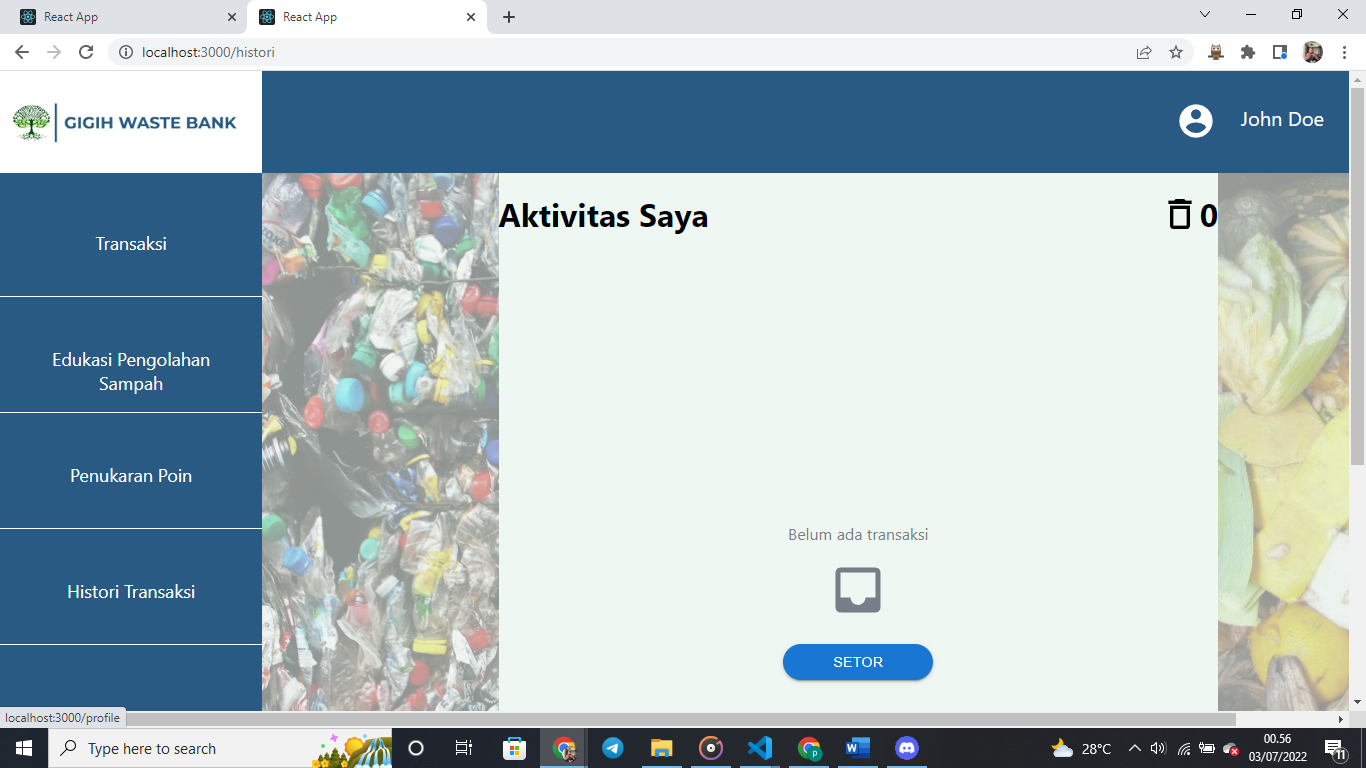 React App
React App
localhost:3000/histori
GIGIH WASTE BANK
John Doe
Transaksi
Edukasi Pengolahan
Sampah
Penukaran Poin
Histori Transaksi
Aktivitas Saya
0
Belum ada transaksi
SETOR
localhost:3000/profile
Type here to search
28°C
00.56
03/07/2022
11